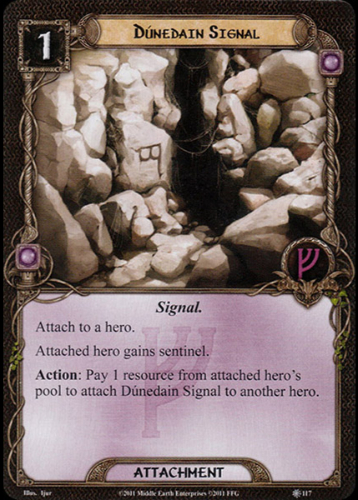 1
DÚNEDAIN SIGNAL
Signal.
Attach to a hero.
Attached hero gains sentinel.
Action: Pay 1 resource from attached hero's
pool to attach Dúnedain Signal to another hero.
ATTACHMENT
Illus. Ijur
©2011 Middle Earth Enterprises ©2011 FFG
117